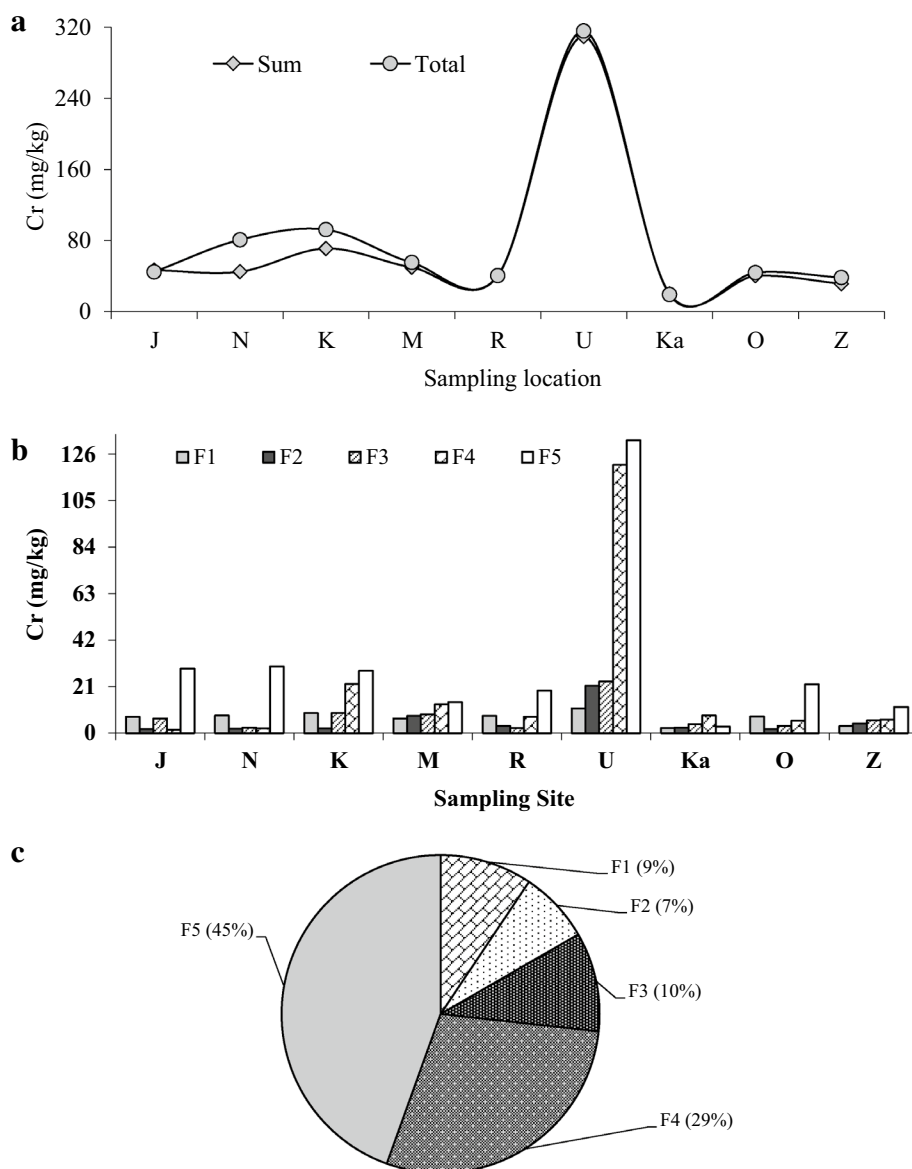 a
Cr (mg/kg)
320
240
160
80
0
Sum Total
J N K M R U Ka O Z
Sampling location
b
Cr (mg/kg)
126
105
84
63
42
21
0
F1 F2 F3 F4 F5
J N K M R U Ka O Z
Sampling Site
c
F1 (9%)
F2 (7%)
F5 (45%)
F3 (10%)
F4 (29%)